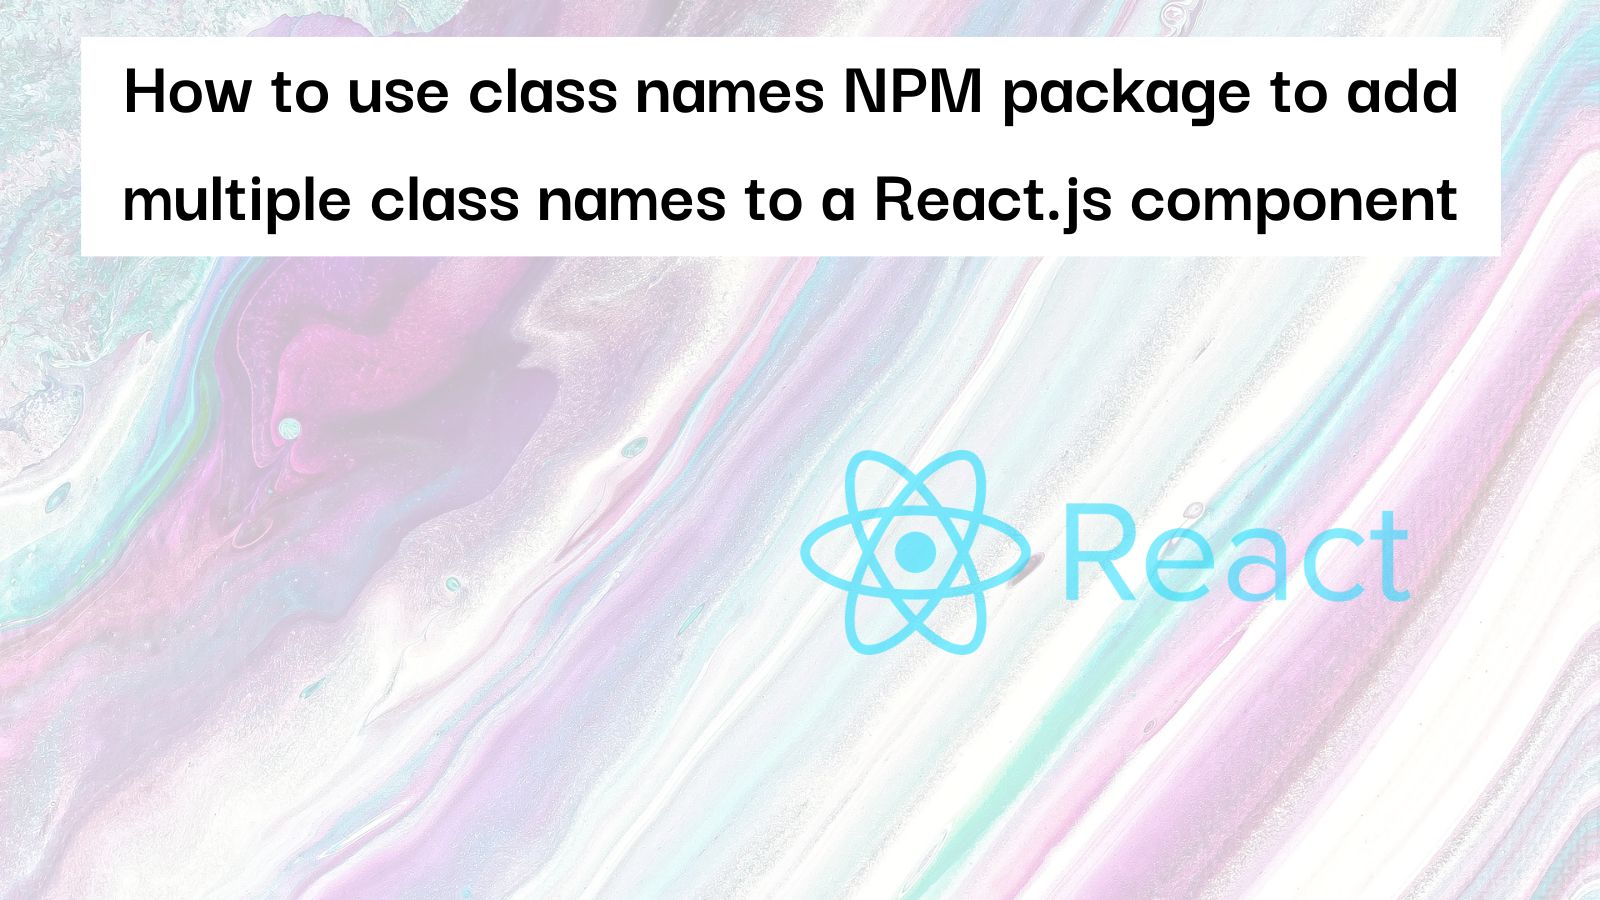 How to use class names NPM package to add
multiple class names to a React.js component
React